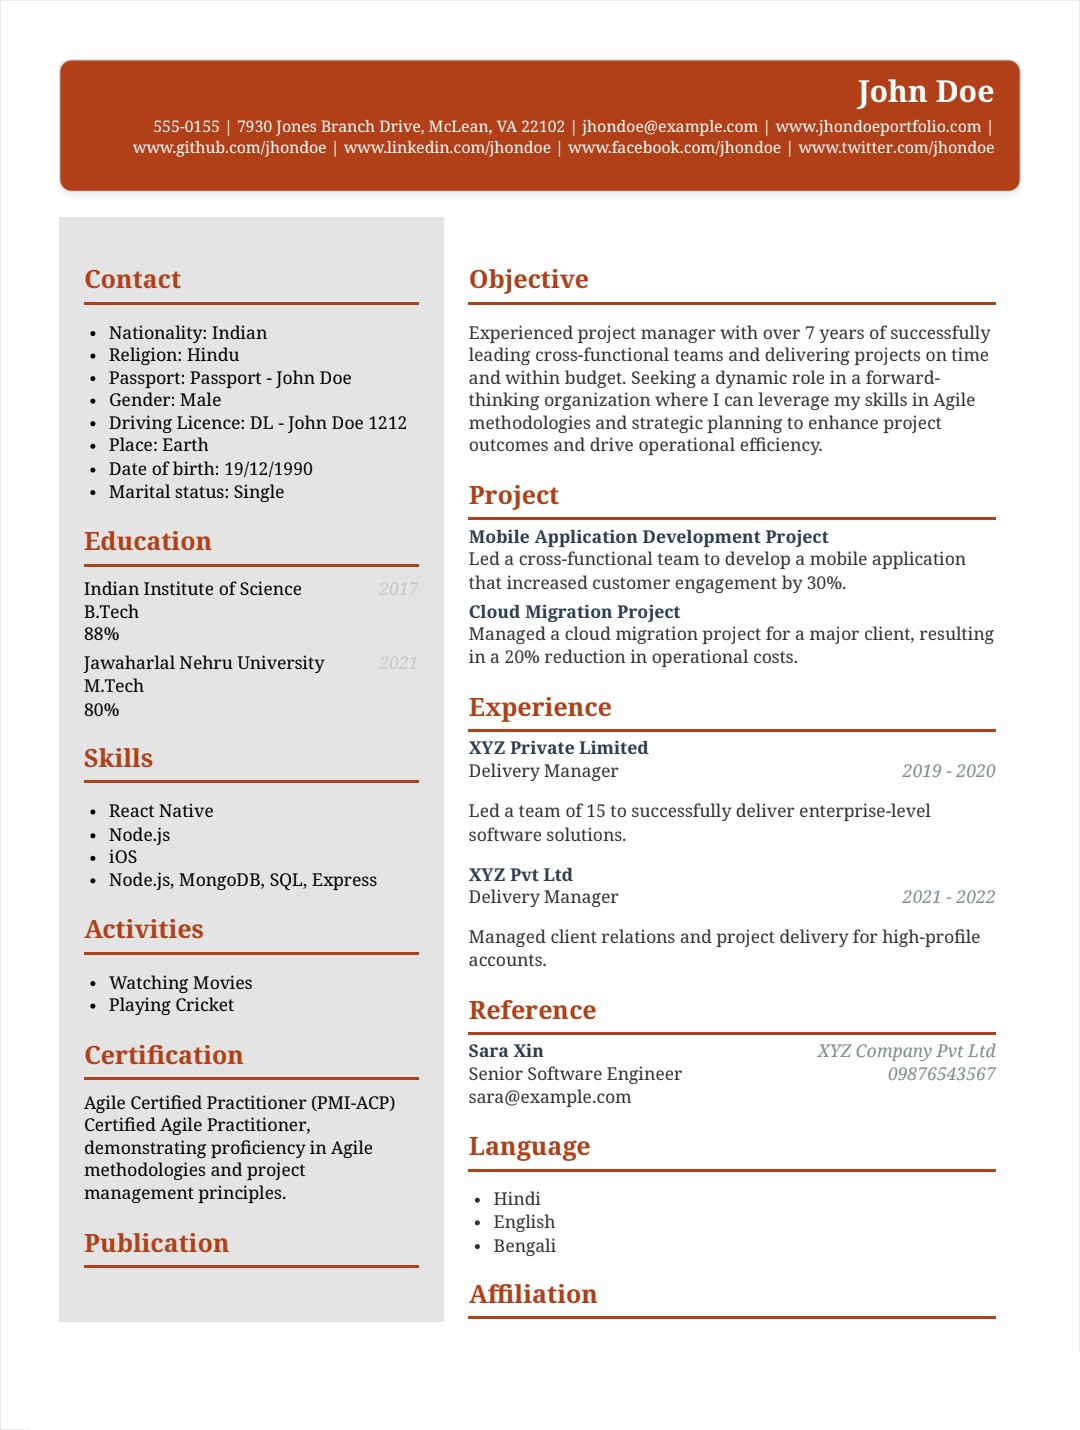 John Doe
555-0155 | 7930 Jones Branch Drive, McLean, VA 22102 | jhondoe@example.com | www.jhondoeportfolio.com |
www.github.com/jhondoe | www.linkedin.com/jhondoe | www.facebook.com/jhondoe | www.twitter.com/jhondoe
Contact
• Nationality: Indian
• Religion: Hindu
• Passport: Passport - John Doe
• Gender: Male
• Driving Licence: DL - John Doe 1212
• Place: Earth
• Date of birth: 19/12/1990
• Marital status: Single
Education
Indian Institute of Science 2017
B.Tech
88%
Jawaharlal Nehru University 2021
M.Tech
80%
Skills
• React Native
• Node.js
• iOS
• Node.js, MongoDB, SQL, Express
Activities
• Watching Movies
• Playing Cricket
Certification
Agile Certified Practitioner (PMI-ACP)
Certified Agile Practitioner,
demonstrating proficiency in Agile
methodologies and project
management principles.
Publication
Objective
Experienced project manager with over 7 years of successfully
leading cross-functional teams and delivering projects on time
and within budget. Seeking a dynamic role in a forward-
thinking organization where I can leverage my skills in Agile
methodologies and strategic planning to enhance project
outcomes and drive operational efficiency.
Project
Mobile Application Development Project
Led a cross-functional team to develop a mobile application
that increased customer engagement by 30%.
Cloud Migration Project
Managed a cloud migration project for a major client, resulting
in a 20% reduction in operational costs.
Experience
XYZ Private Limited
Delivery Manager 2019 - 2020
Led a team of 15 to successfully deliver enterprise-level
software solutions.
XYZ Pvt Ltd
Delivery Manager 2021 - 2022
Managed client relations and project delivery for high-profile
accounts.
Reference
Sara Xin XYZ Company Pvt Ltd
Senior Software Engineer 09876543567
sara@example.com
Language
• Hindi
• English
• Bengali
Affiliation